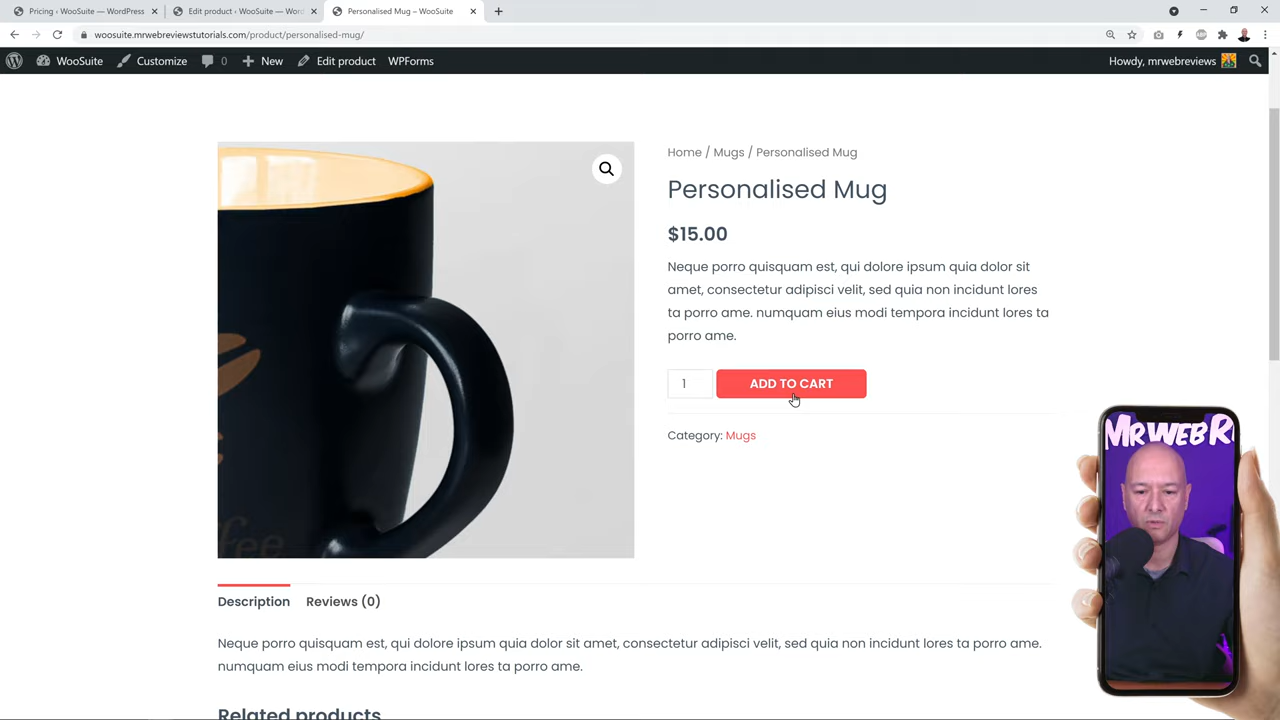 Pricing ‹ WooSuite — WordPress
Edit product ‹ WooSuite — Word
Personalised Mug – WooSuite
woosuite.mrwebreviewstutorials.com/product/personalised-mug/
WooSuite
Customize
0
New
Edit product
WPForms
Howdy, mrwebreviews
Home / Mugs / Personalised Mug
Personalised Mug
$15.00
Neque porro quisquam est, qui dolore ipsum quia dolor sit
amet, consectetur adipisci velit, sed quia non incidunt lores
ta porro ame. numquam eius modi tempora incidunt lores ta
porro ame.
1
ADD TO CART
Category: Mugs
MRWEBR
ffee
Description
Reviews (0)
Neque porro quisquam est, qui dolore ipsum quia dolor sit amet, consectetur adipisci velit, sed quia non incidunt lores ta porro ame.
numquam eius modi tempora incidunt lores ta porro ame.
Related products